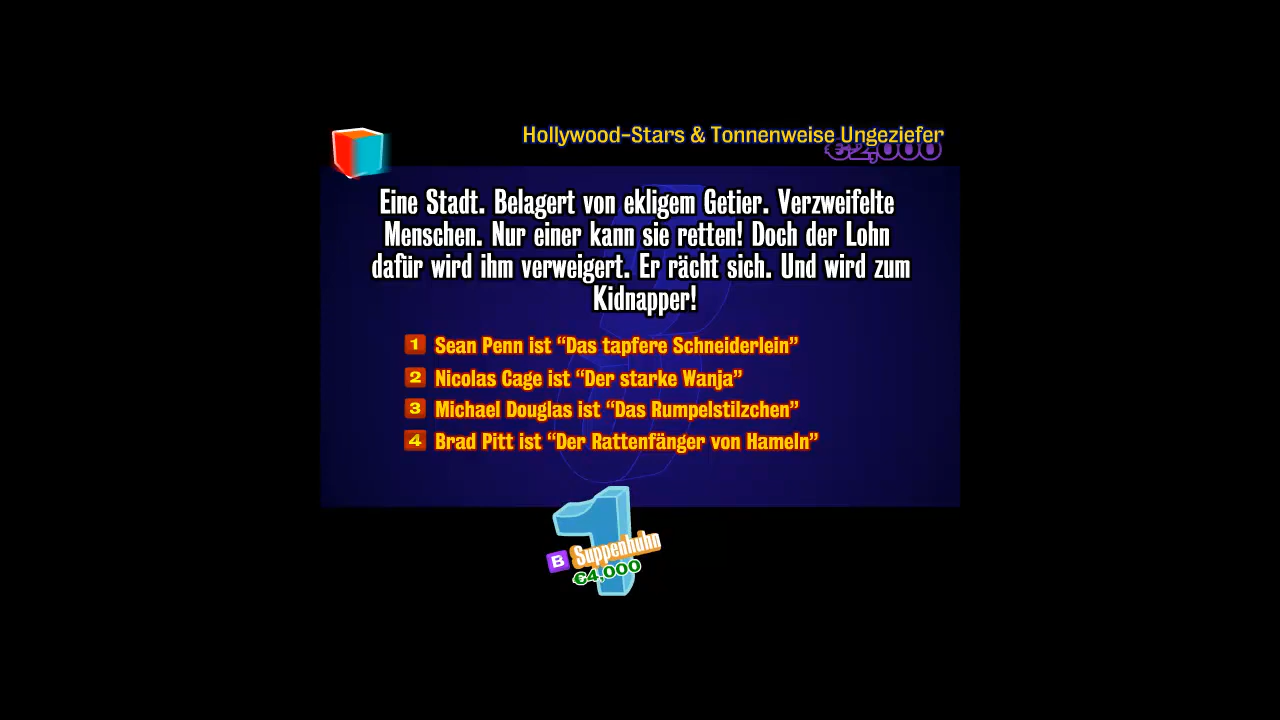 Hollywood-Stars & Tonnenweise Ungeziefer
€2,000
Eine Stadt. Belagert von ekligem Getier. Verzweifelte
Menschen. Nur einer kann sie retten! Doch der Lohn
dafür wird ihm verweigert. Er rächt sich. Und wird zum
Kidnapper!
1 Sean Penn ist “Das tapfere Schneiderlein”
2 Nicolas Cage ist “Der starke Wanja”
3 Michael Douglas ist “Das Rumpelstilzchen”
4 Brad Pitt ist “Der Rattenfänger von Hameln”
1
B Suppenhuhn
€4,000